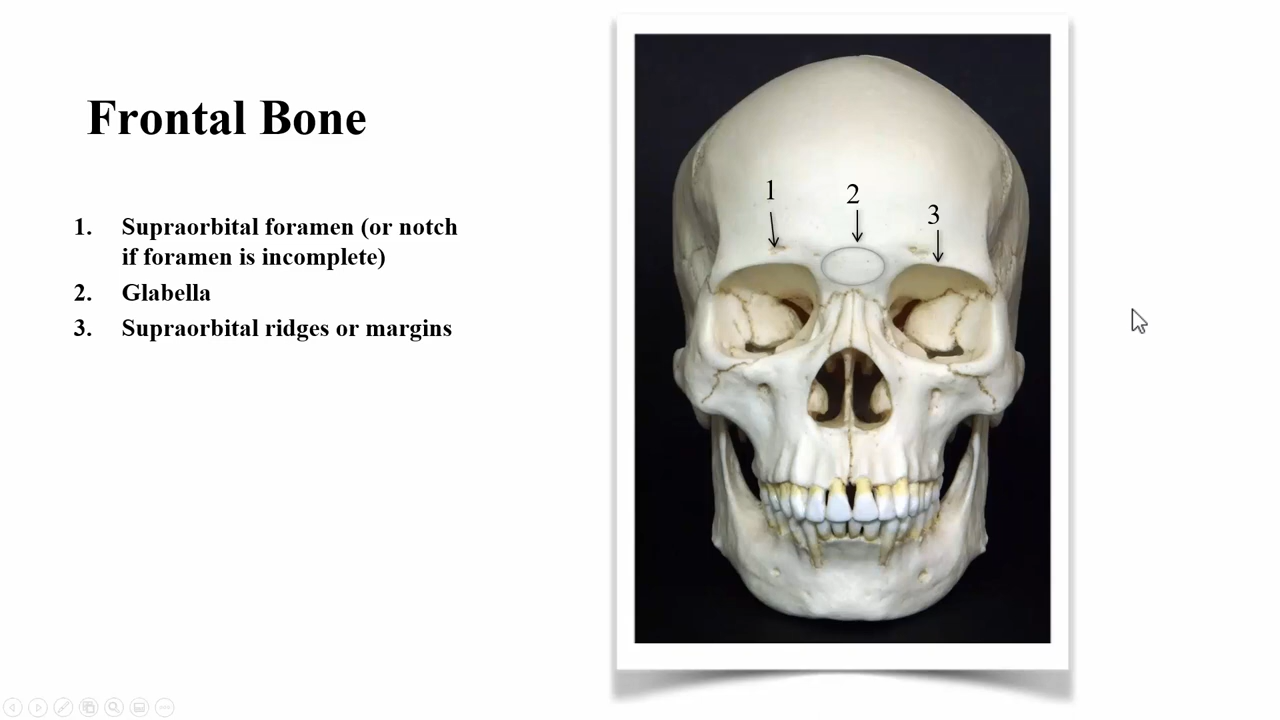 Frontal Bone
1. Supraorbital foramen (or notch
if foramen is incomplete)
2. Glabella
3. Supraorbital ridges or margins
1
2
3